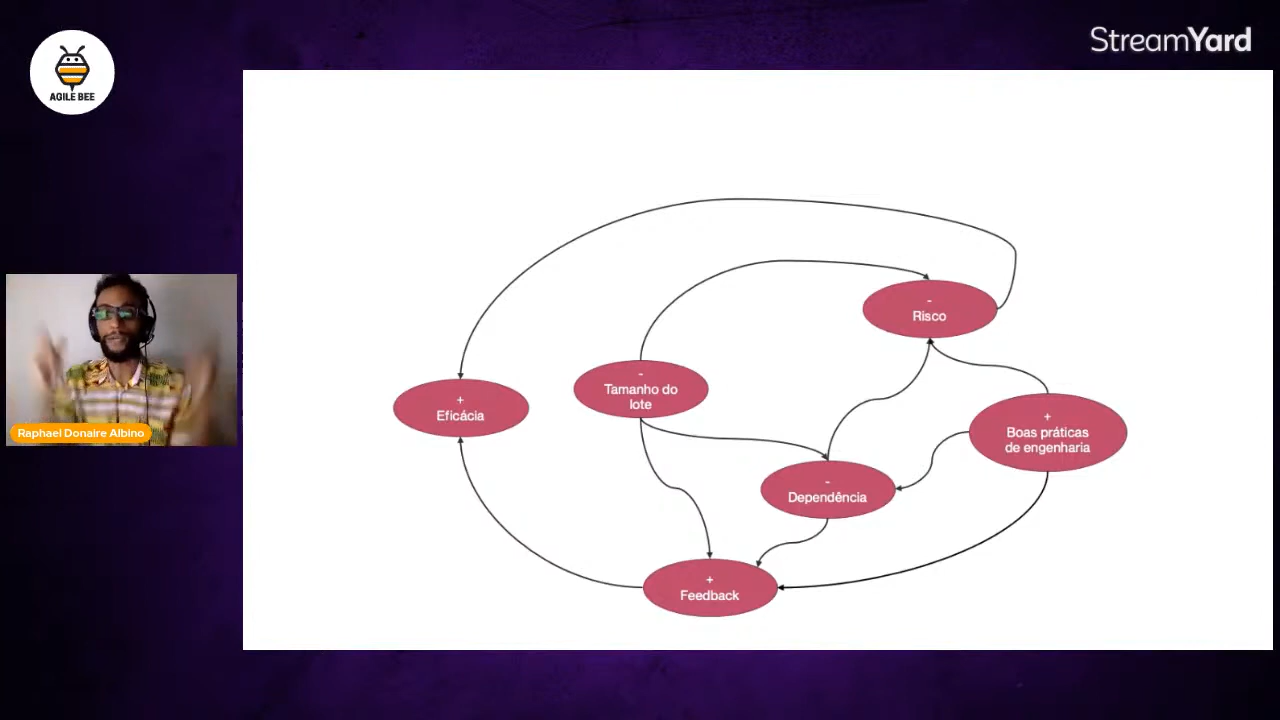 AGILE BEE
StreamYard
-
Risco
-
Tamanho do
lote
+
Eficácia
+
Boas práticas
de engenharia
Raphael Donaire Albino
-
Dependência
+
Feedback